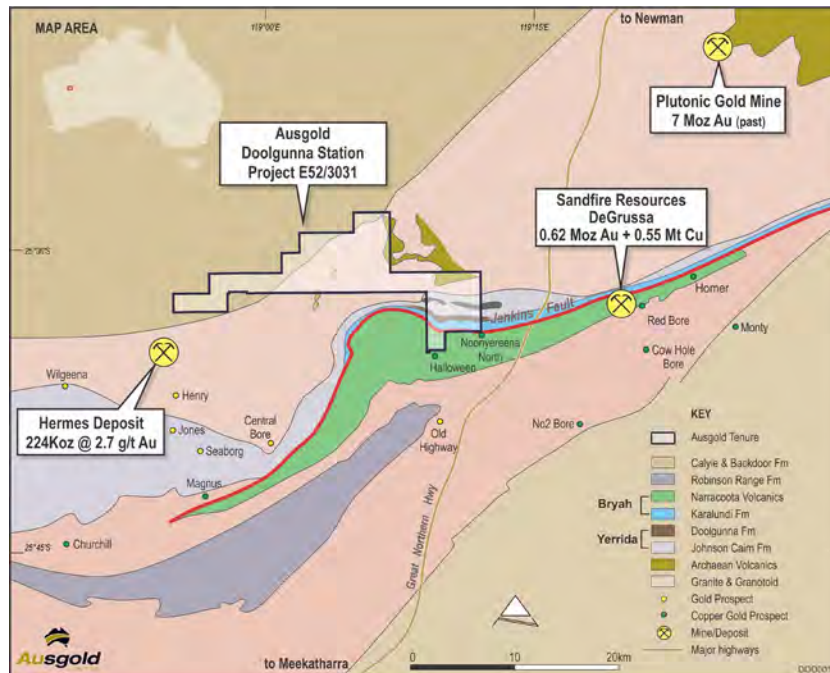 MAP AREA
119°00'E
119°15'E
to Newman
Plutonic Gold Mine
7 Moz Au (past)
Ausgold
Doolgunna Station
Project E52/3031
Sandfire Resources
DeGrussa
0.62 Moz Au + 0.55 Mt Cu
25°30'S
Jenkins Fault
Homer
Red Bore
Monty
Noonyereena
North
Halloween
Cow Hole
Bore
Wilgeena
Henry
Hermes Deposit
224Koz @ 2.7 g/t Au
Jones
Central
Bore
Seaborg
Old
Highway
No2 Bore
Magnus
Churchill
25°45'S
Great Northern Hwy
KEY
Ausgold Tenure
Calyie & Backdoor Fm
Robinson Range Fm
Bryah
Narracoota Volcanics
Karalundi Fm
Yerrida
Doolgunna Fm
Johnson Cairn Fm
Archaean Volcanics
Granite & Granotoid
Gold Prospect
Copper Gold Prospect
Mine/Deposit
Major highways
Ausgold
to Meekatharra
0
10
20km